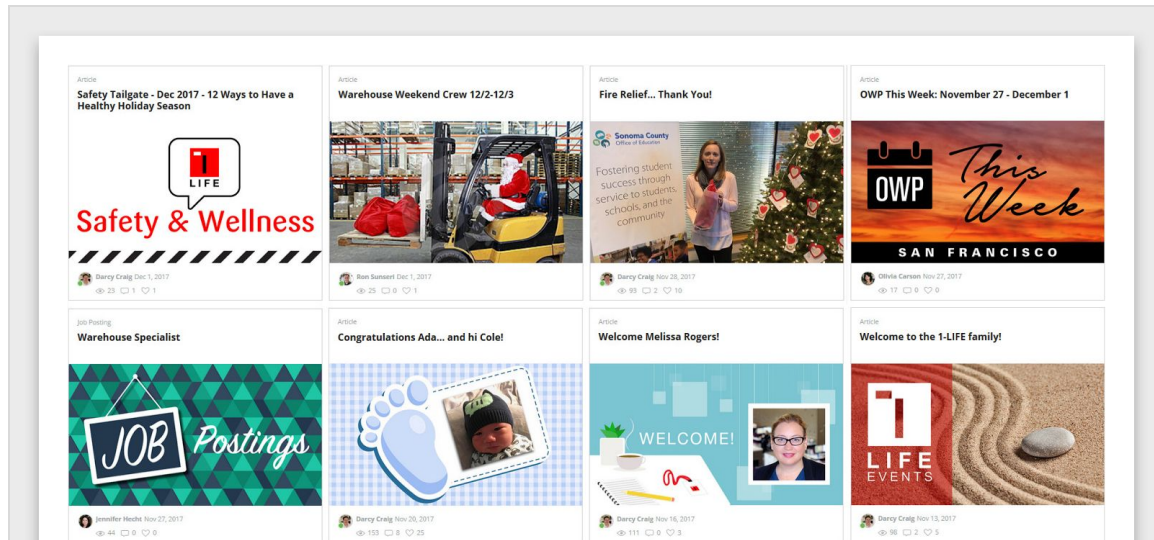 Article
Safety Tailgate - Dec 2017 - 12 Ways to Have a
Healthy Holiday Season
1
LIFE
Safety & Wellness
Darcy Craig Dec 1, 2017
23 1 1
Article
Warehouse Weekend Crew 12/2-12/3
Ron Sunseri Dec 1, 2017
25 0 1
Article
Fire Relief... Thank You!
Sonoma County
Office of Education
Fostering student
success through
service to students,
schools, and the
community
Darcy Craig Nov 28, 2017
93 2 10
Article
OWP This Week: November 27 - December 1
OWP
This
Week
SAN FRANCISCO
Olivia Carson Nov 27, 2017
17 0 0
Job Posting
Warehouse Specialist
JOB Postings
Jennifer Hecht Nov 27, 2017
44 0 0
Article
Congratulations Ada... and hi Cole!
Darcy Craig Nov 20, 2017
153 8 25
Article
Welcome Melissa Rogers!
WELCOME!
Darcy Craig Nov 16, 2017
111 0 3
Article
Welcome to the 1-LIFE family!
1
LIFE
EVENTS
Darcy Craig Nov 13, 2017
98 2 5